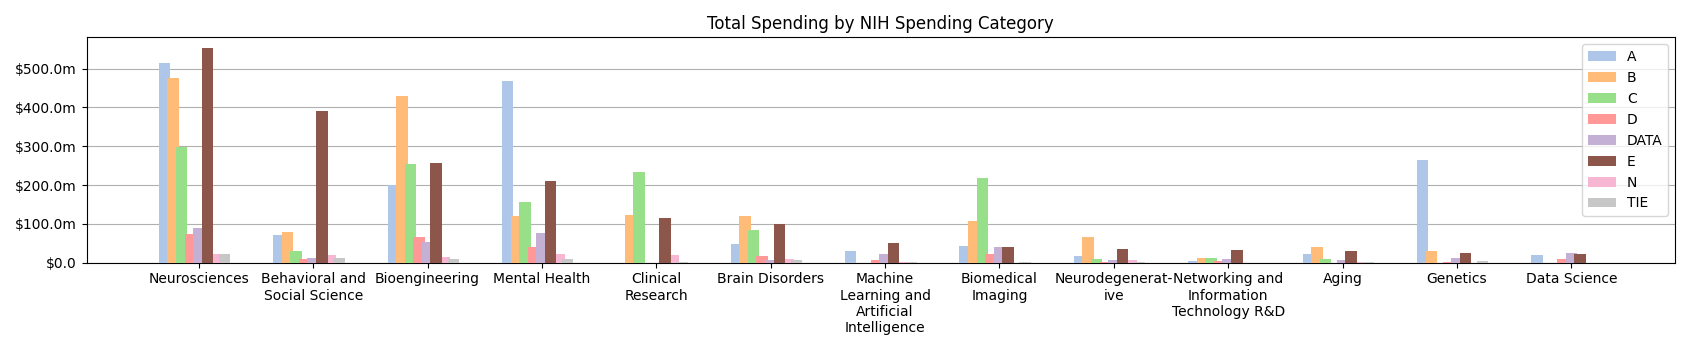 Total Spending by NIH Spending Category
$500.0m
$400.0m
$300.0m
$200.0m
$100.0m
$0.0
A
B
C
D
DATA
E
N
TIE
Neurosciences
Behavioral and
Social Science
Bioengineering
Mental Health
Clinical
Research
Brain Disorders
Machine
Learning and
Artificial
Intelligence
Biomedical
Imaging
Neurodegenerat-
ive
Networking and
Information
Technology R&D
Aging
Genetics
Data Science